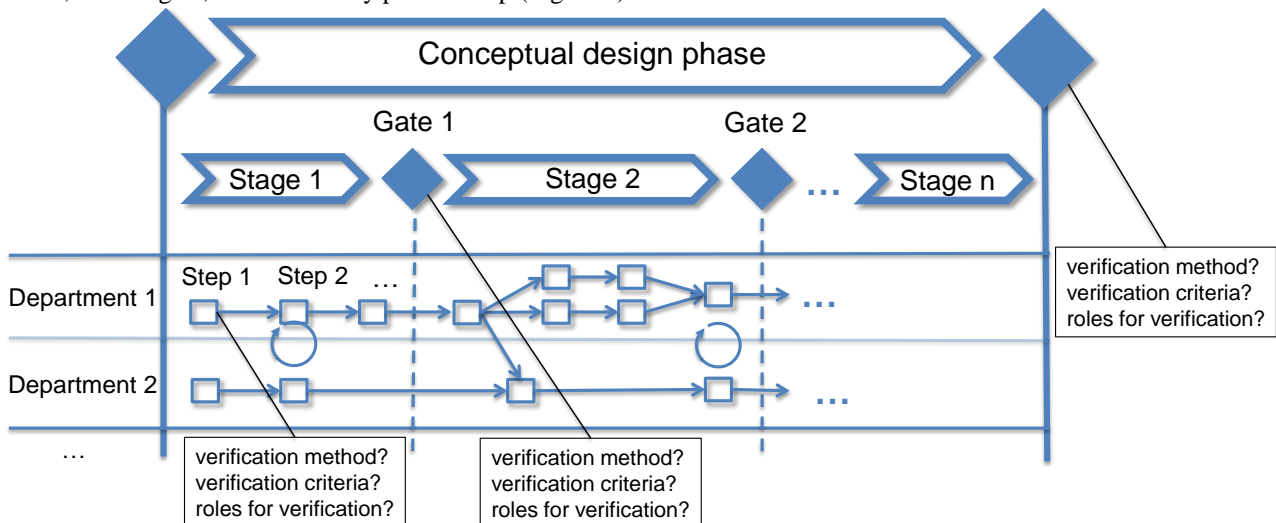 Conceptual design phase
Gate 1
Gate 2
Stage 1
Stage 2
...
Stage n
Step 1
Step 2
...
Department 1
...
verification method?
verification criteria?
roles for verification?
Department 2
...
...
verification method?
verification criteria?
roles for verification?
verification method?
verification criteria?
roles for verification?